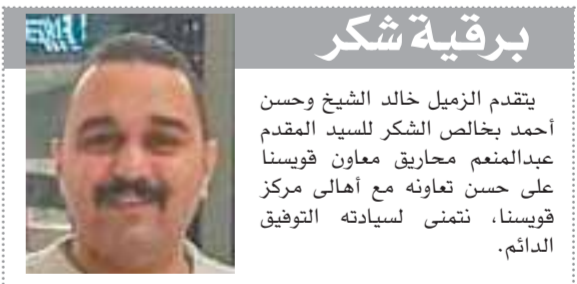 برقية شكر
يتقدم الزميل خالد الشيخ وحسن
أحمد بخالص الشكر للسيد المقدم
عبدالمنعم محاريق معاون قويسنا
على حسن تعاونه مع أهالى مركز
قويسنا، نتمنى لسيادته التوفيق
الدائم.